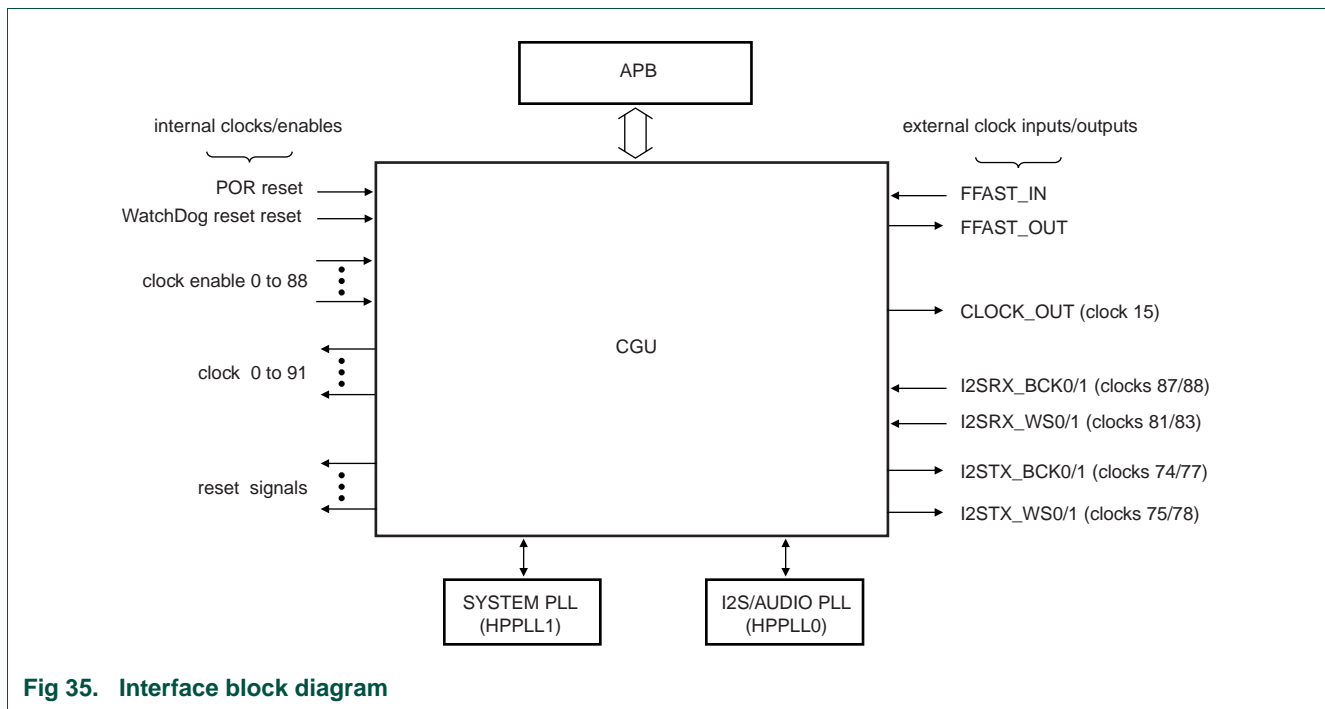 APB
internal clocks/enables
external clock inputs/outputs
POR reset
WatchDog reset reset
clock enable 0 to 88
clock 0 to 91
reset signals
CGU
FFAST_IN
FFAST_OUT
CLOCK_OUT (clock 15)
I2SRX_BCK0/1 (clocks 87/88)
I2SRX_WS0/1 (clocks 81/83)
I2STX_BCK0/1 (clocks 74/77)
I2STX_WS0/1 (clocks 75/78)
SYSTEM PLL
(HPPLL1)
I2S/AUDIO PLL
(HPPLL0)
Fig 35. Interface block diagram